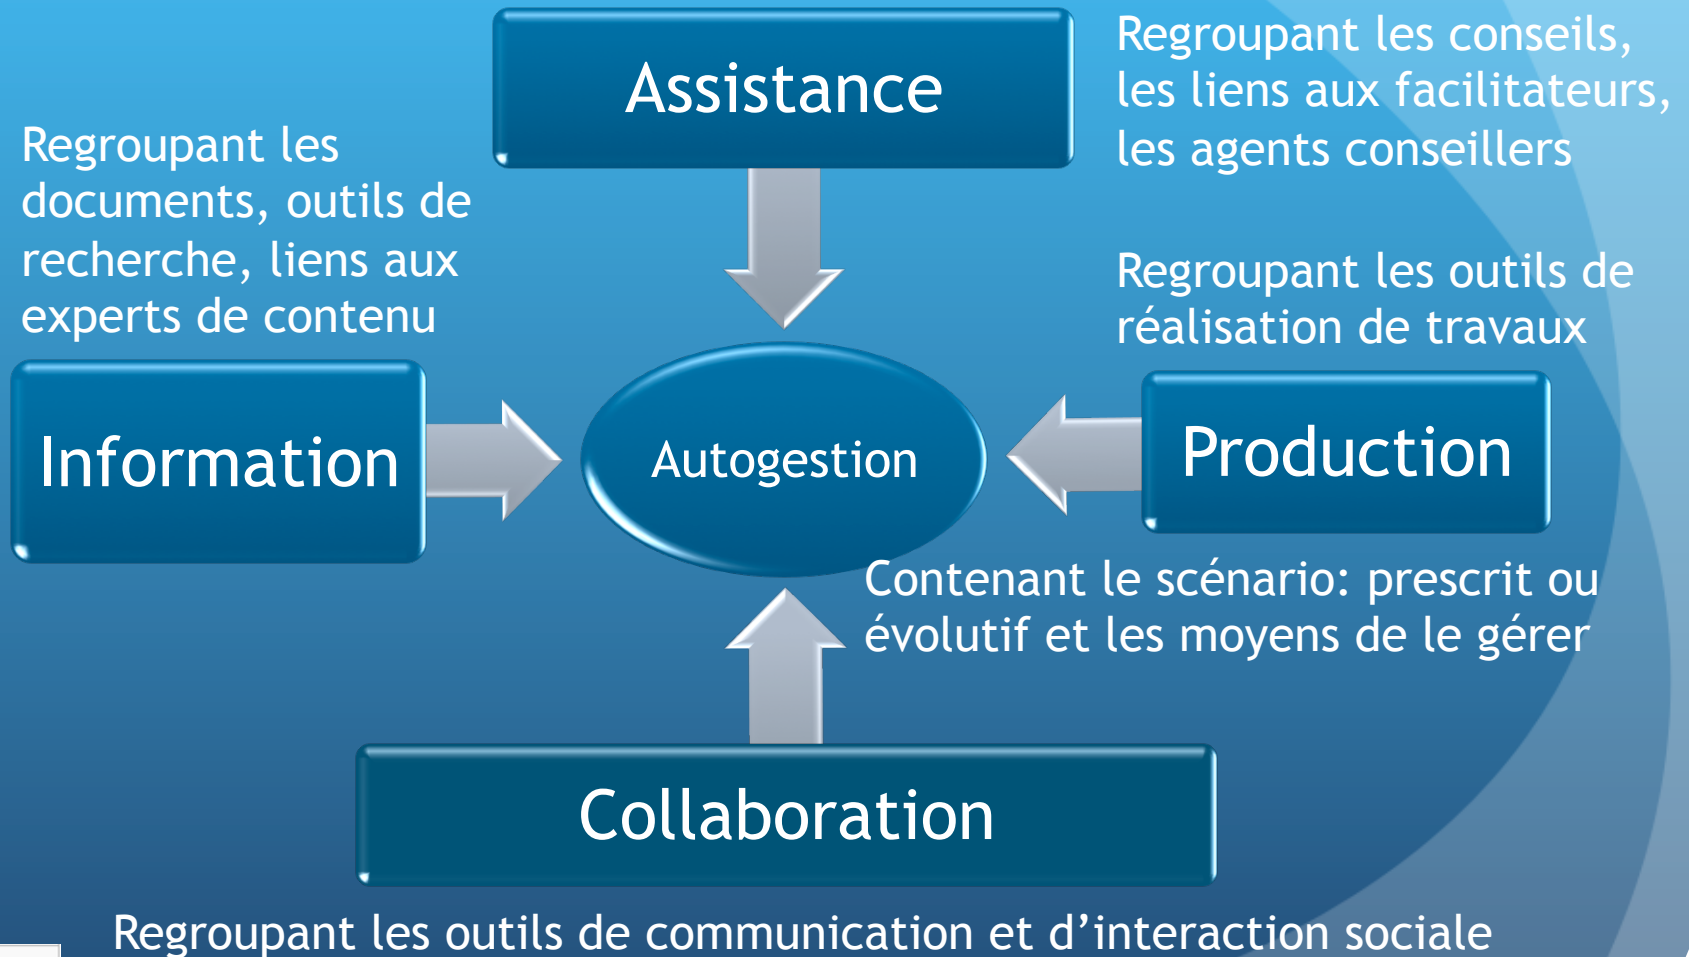 Assistance
Regroupant les conseils,
les liens aux facilitateurs,
les agents conseillers
Regroupant les
documents, outils de
recherche, liens aux
experts de contenu
Regroupant les outils de
réalisation de travaux
Information
Autogestion
Production
Contenant le scénario: prescrit ou
évolutif et les moyens de le gérer
Collaboration
Regroupant les outils de communication et d’interaction sociale